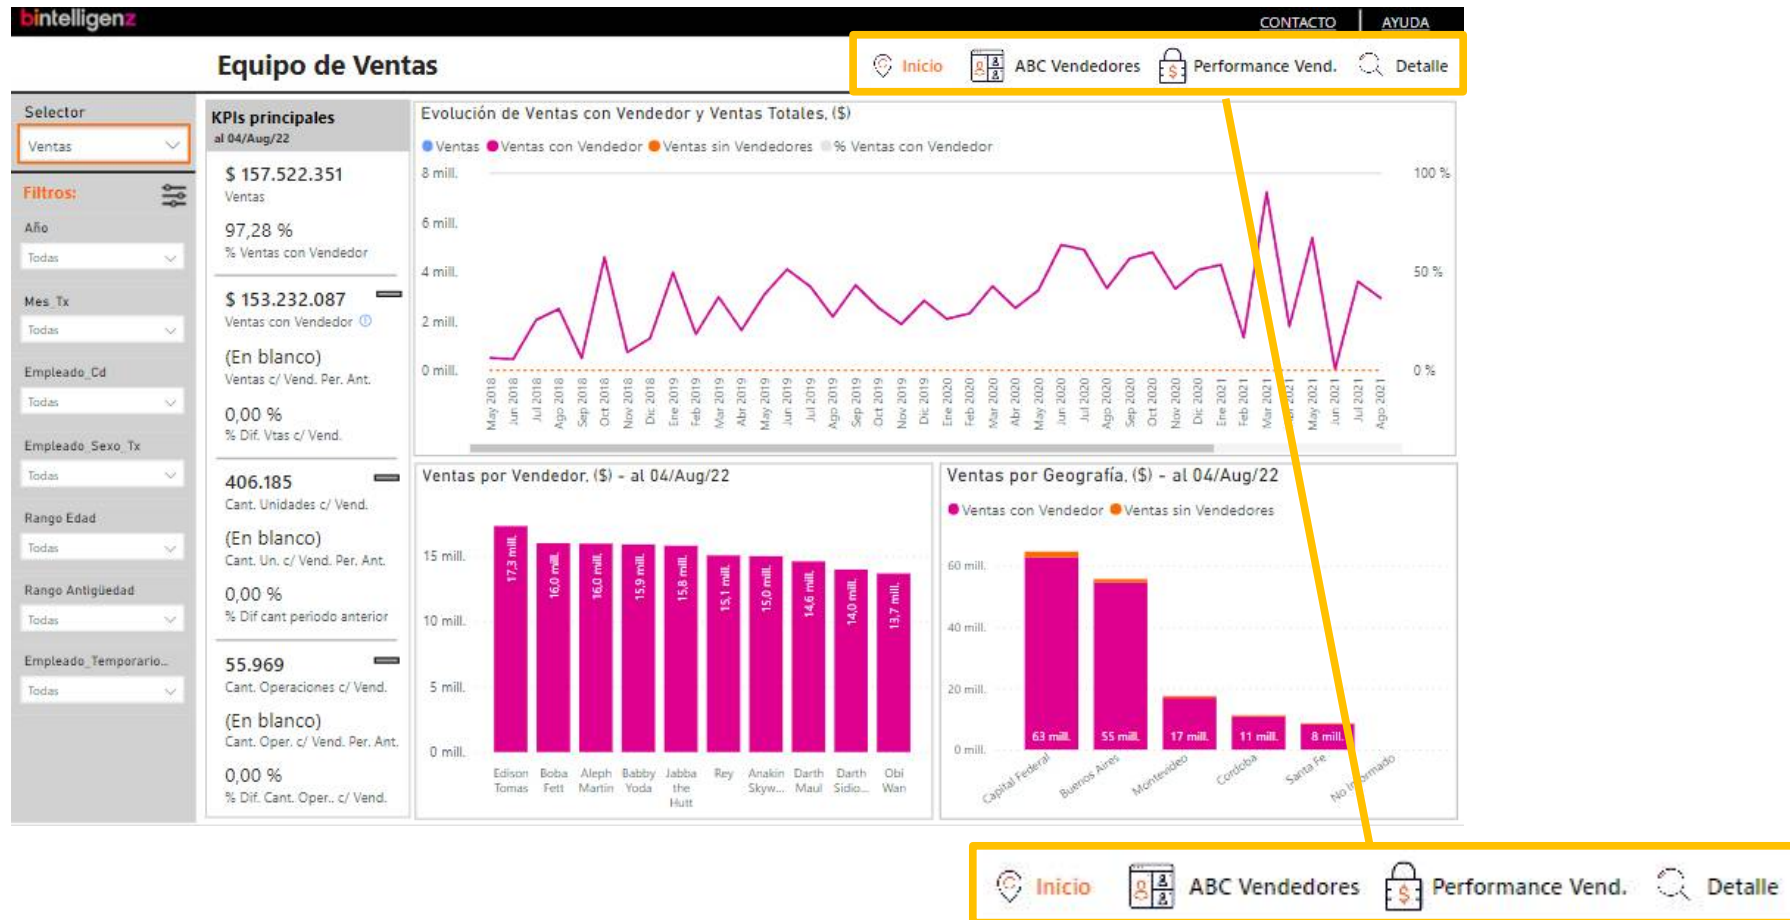 bintelligenz
CONTACTO
AYUDA
Equipo de Ventas
Inicio
ABC Vendedores
Performance Vend.
Detalle
Selector
Ventas
Filtros:
Año
Todas
Mes_Tx
Todas
Empleado_Cd
Todas
Empleado_Sexo_Tx
Todas
Rango Edad
Todas
Rango Antigüedad
Todas
Empleado_Temporario...
Todas
KPIs principales
al 04/Aug/22
$ 157.522.351
Ventas
97,28 %
% Ventas con Vendedor
$ 153.232.087
Ventas con Vendedor
(En blanco)
Ventas c/ Vend. Per. Ant.
0,00 %
% Dif. Vtas c/ Vend.
406.185
Cant. Unidades c/ Vend.
(En blanco)
Cant. Un. c/ Vend. Per. Ant.
0,00 %
% Dif cant periodo anterior
55.969
Cant. Operaciones c/ Vend.
(En blanco)
Cant. Oper. c/ Vend. Per. Ant.
0,00 %
% Dif. Cant. Oper.. c/ Vend.
Evolución de Ventas con Vendedor y Ventas Totales, ($)
Ventas Ventas con Vendedor Ventas sin Vendedores % Ventas con Vendedor
8 mill.
6 mill.
4 mill.
2 mill.
0 mill.
100 %
50 %
0 %
May 2018
Jun 2018
Jul 2018
Ago 2018
Sep 2018
Oct 2018
Nov 2018
Dic 2018
Ene 2019
Feb 2019
Mar 2019
Abr 2019
May 2019
Jun 2019
Jul 2019
Ago 2019
Sep 2019
Oct 2019
Nov 2019
Dic 2019
Ene 2020
Feb 2020
Mar 2020
Abr 2020
May 2020
Jun 2020
Jul 2020
Ago 2020
Sep 2020
Oct 2020
Nov 2020
Dic 2020
Ene 2021
Feb 2021
Mar 2021
2021
May 2021
Jun 2021
Jul 2021
Ago 2021
Ventas por Vendedor, ($) - al 04/Aug/22
15 mill.
10 mill.
5 mill.
0 mill.
17,3 mill.
16,0 mill.
16,0 mill.
15,9 mill.
15,8 mill.
15,1 mill.
15,0 mill.
14,6 mill.
14,0 mill.
13,7 mill.
Edison Tomas
Boba Fett
Aleph Martin
Babby Yoda
Jabba the Hutt
Rey
Anakin Skyw...
Darth Maul
Darth Sidio...
Obi Wan
Ventas por Geografía, ($) - al 04/Aug/22
Ventas con Vendedor Ventas sin Vendedores
60 mill.
40 mill.
20 mill.
0 mill.
63 mill.
55 mill.
17 mill.
11 mill.
8 mill.
Capital Federal
Buenos Aires
Montevideo
Cordoba
Santa Fe
No Informado
Inicio
ABC Vendedores
Performance Vend.
Detalle